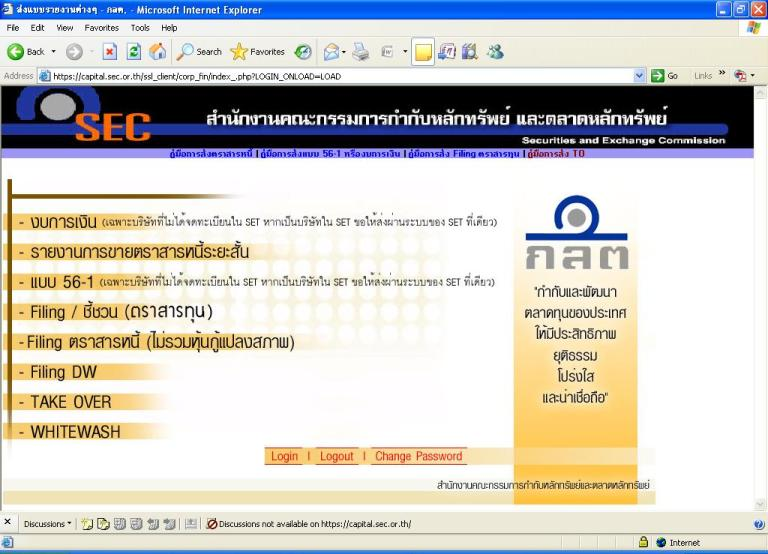 ส่งแบบรายงานต่างๆ - กลต. - Microsoft Internet Explorer
File Edit View Favorites Tools Help
Back Search Favorites
Address https://capital.sec.or.th/ssl_client/corp_fin/index_.php?LOGIN_ONLOAD=LOAD Go Links »
SEC
สำนักงานคณะกรรมการกำกับหลักทรัพย์ และตลาดหลักทรัพย์
Securities and Exchange Commission
คู่มือการส่งตราสารหนี้ | คู่มือการส่งแบบ 56-1 หรืองบการเงิน | คู่มือการส่ง Filing ตราสารทุน | คู่มือการส่ง TO
- งบการเงิน (เฉพาะบริษัทที่ไม่ได้จดทะเบียนใน SET หากเป็นบริษัทใน SET ขอให้ส่งผ่านระบบของ SET ที่เดียว)
- รายงานการขายตราสารหนี้ระยะสั้น
- แบบ 56-1 (เฉพาะบริษัทที่ไม่ได้จดทะเบียนใน SET หากเป็นบริษัทใน SET ขอให้ส่งผ่านระบบของ SET ที่เดียว)
- Filing / ชี้ชวน (ตราสารทุน)
-Filing ตราสารหนี้ (ไม่รวมหุ้นกู้แปลงสภาพ)
- Filing DW
- TAKE OVER
- WHITEWASH
กลต
"กำกับและพัฒนา
ตลาดทุนของประเทศ
ให้มีประสิทธิภาพ
ยุติธรรม
โปร่งใส
และน่าเชื่อถือ"
Login | Logout | Change Password
สำนักงานคณะกรรมการกำกับหลักทรัพย์และตลาดหลักทรัพย์
Discussions Discussions not available on https://capital.sec.or.th/
Internet